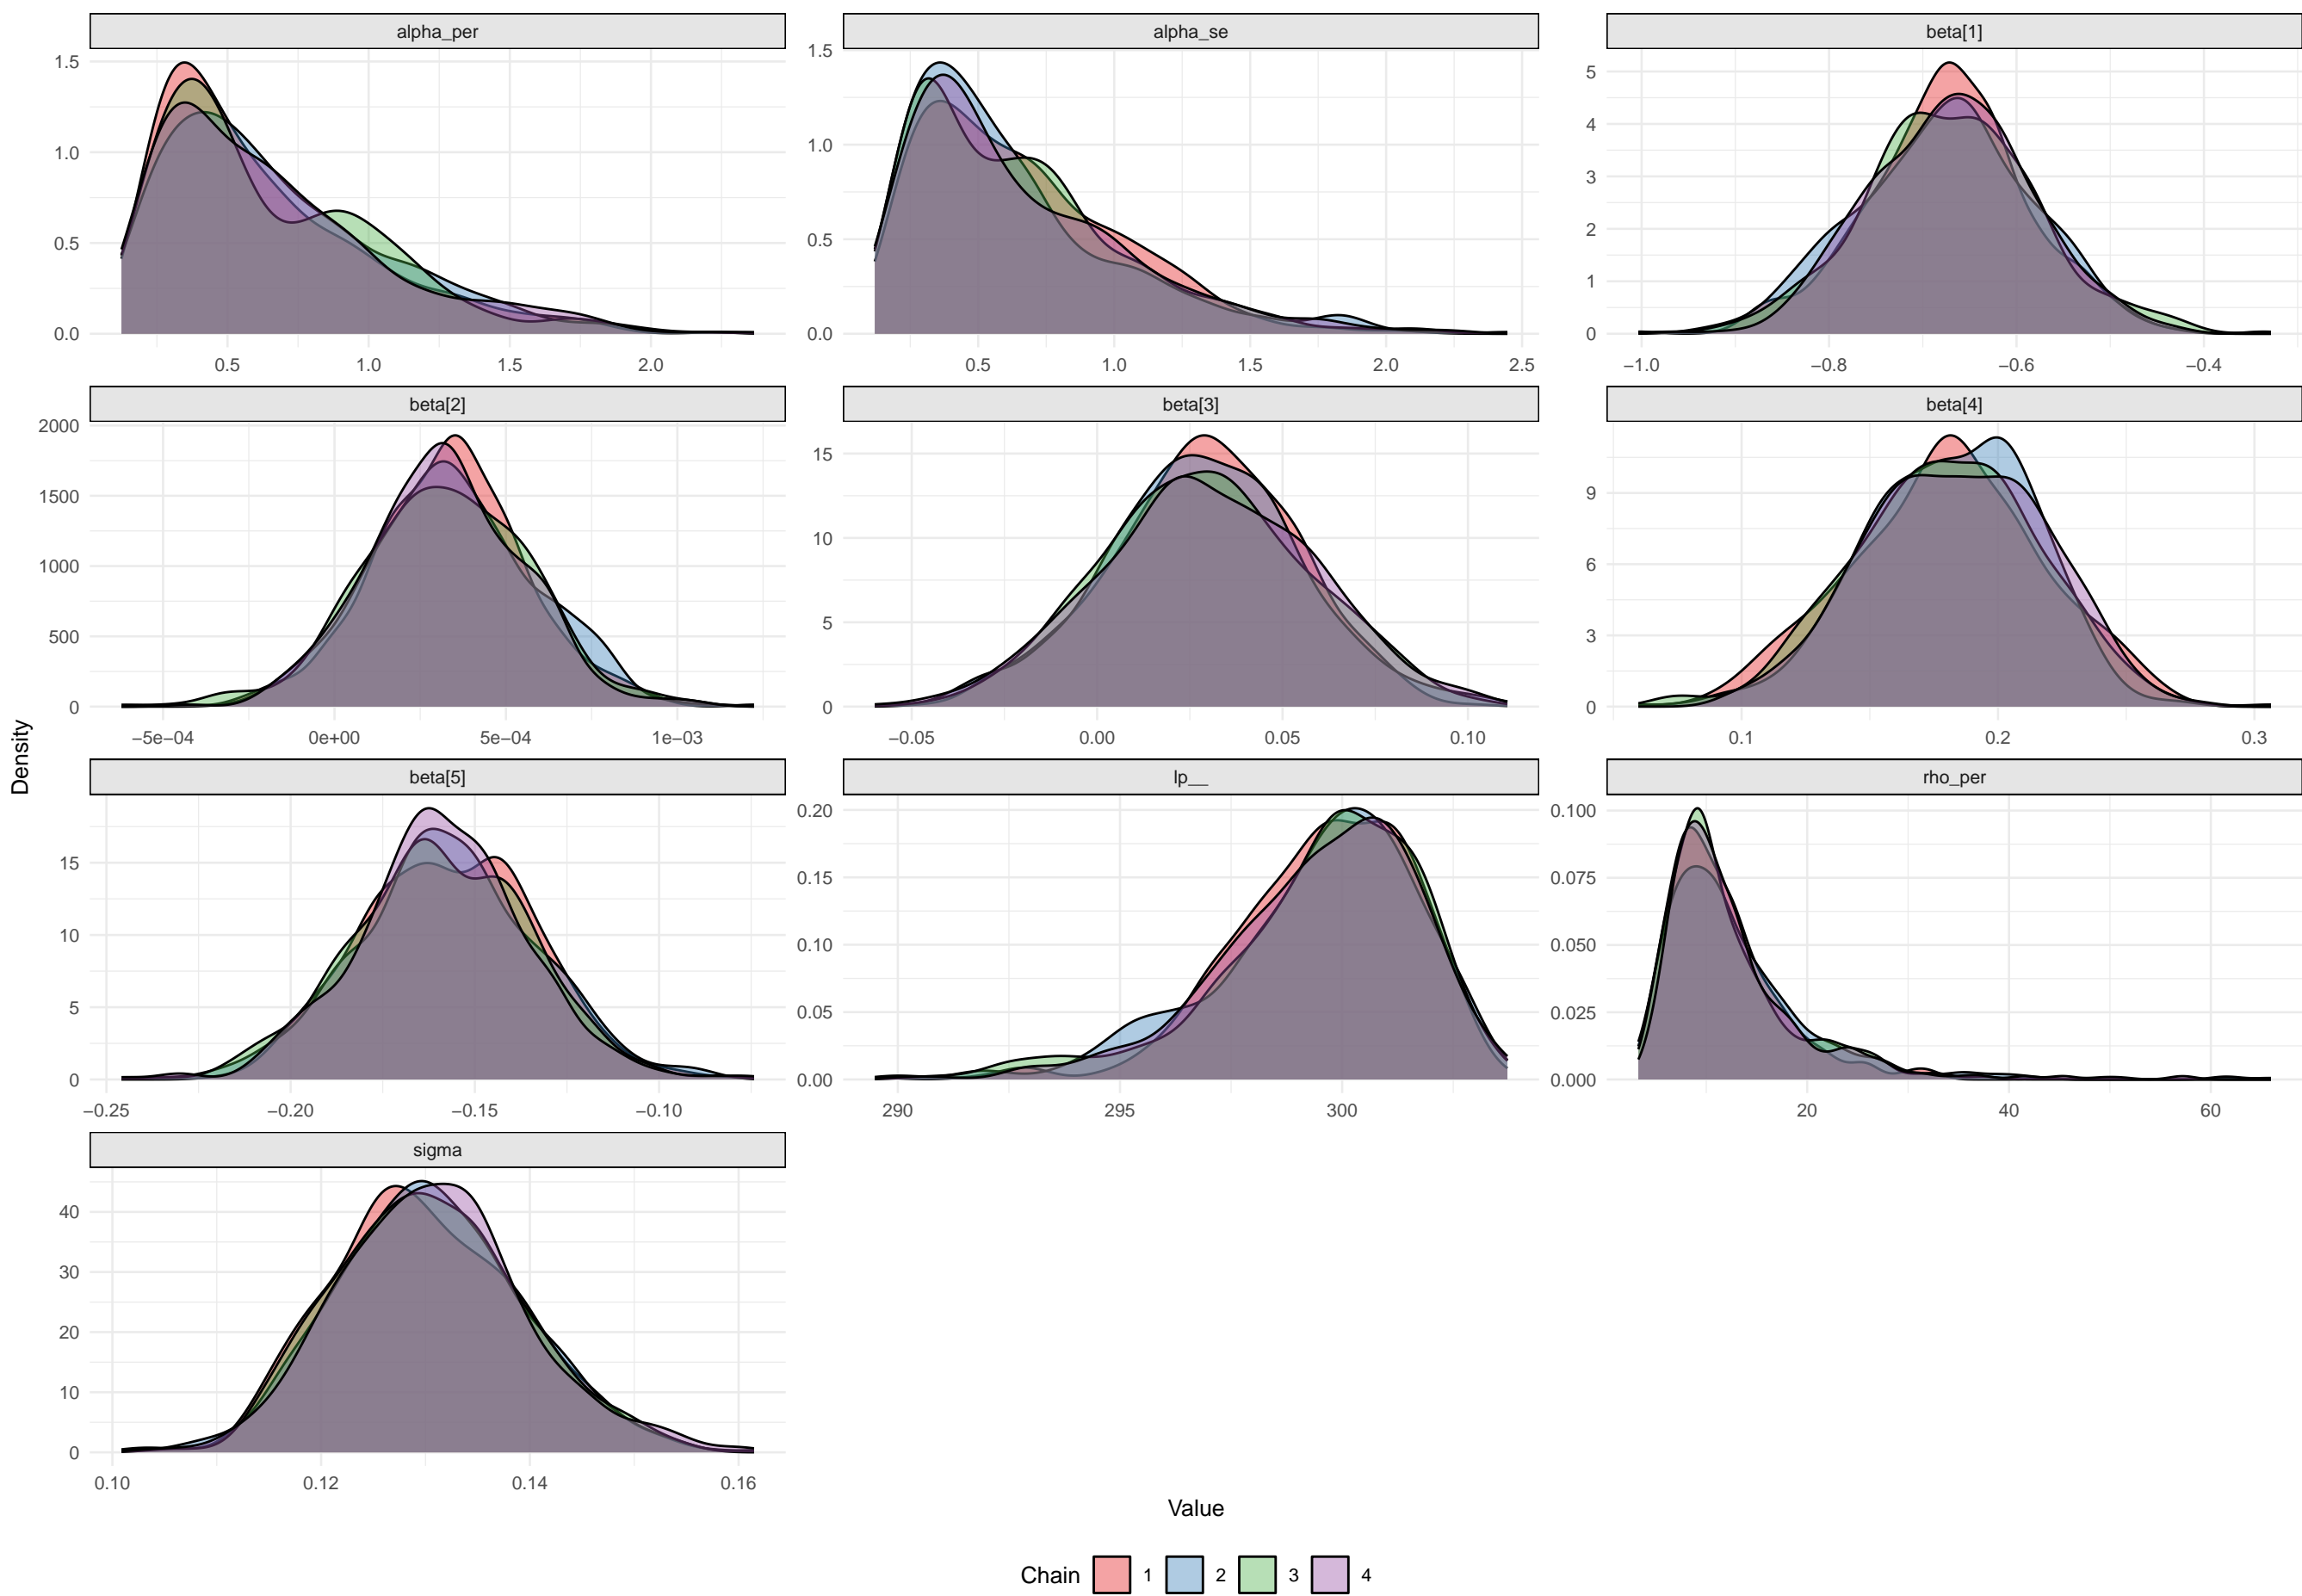 alpha_per
alpha_se
beta[1]
1.5
1.0
0.5
0.0
0.5 1.0 1.5 2.0
1.5
1.0
0.5
0.0
0.5 1.0 1.5 2.0 2.5
5
4
3
2
1
0
−1.0 −0.8 −0.6 −0.4
beta[2]
beta[3]
beta[4]
2000
1500
1000
500
0
−5e−04 0e+00 5e−04 1e−03
15
10
5
0
−0.05 0.00 0.05 0.10
9
6
3
0
0.1 0.2 0.3
beta[5]
lp__
rho_per
15
10
5
0
−0.25 −0.20 −0.15 −0.10
0.20
0.15
0.10
0.05
0.00
290 295 300
0.100
0.075
0.050
0.025
0.000
20 40 60
sigma
40
30
20
10
0
0.10 0.12 0.14 0.16
Density
Value
Chain 1 2 3 4